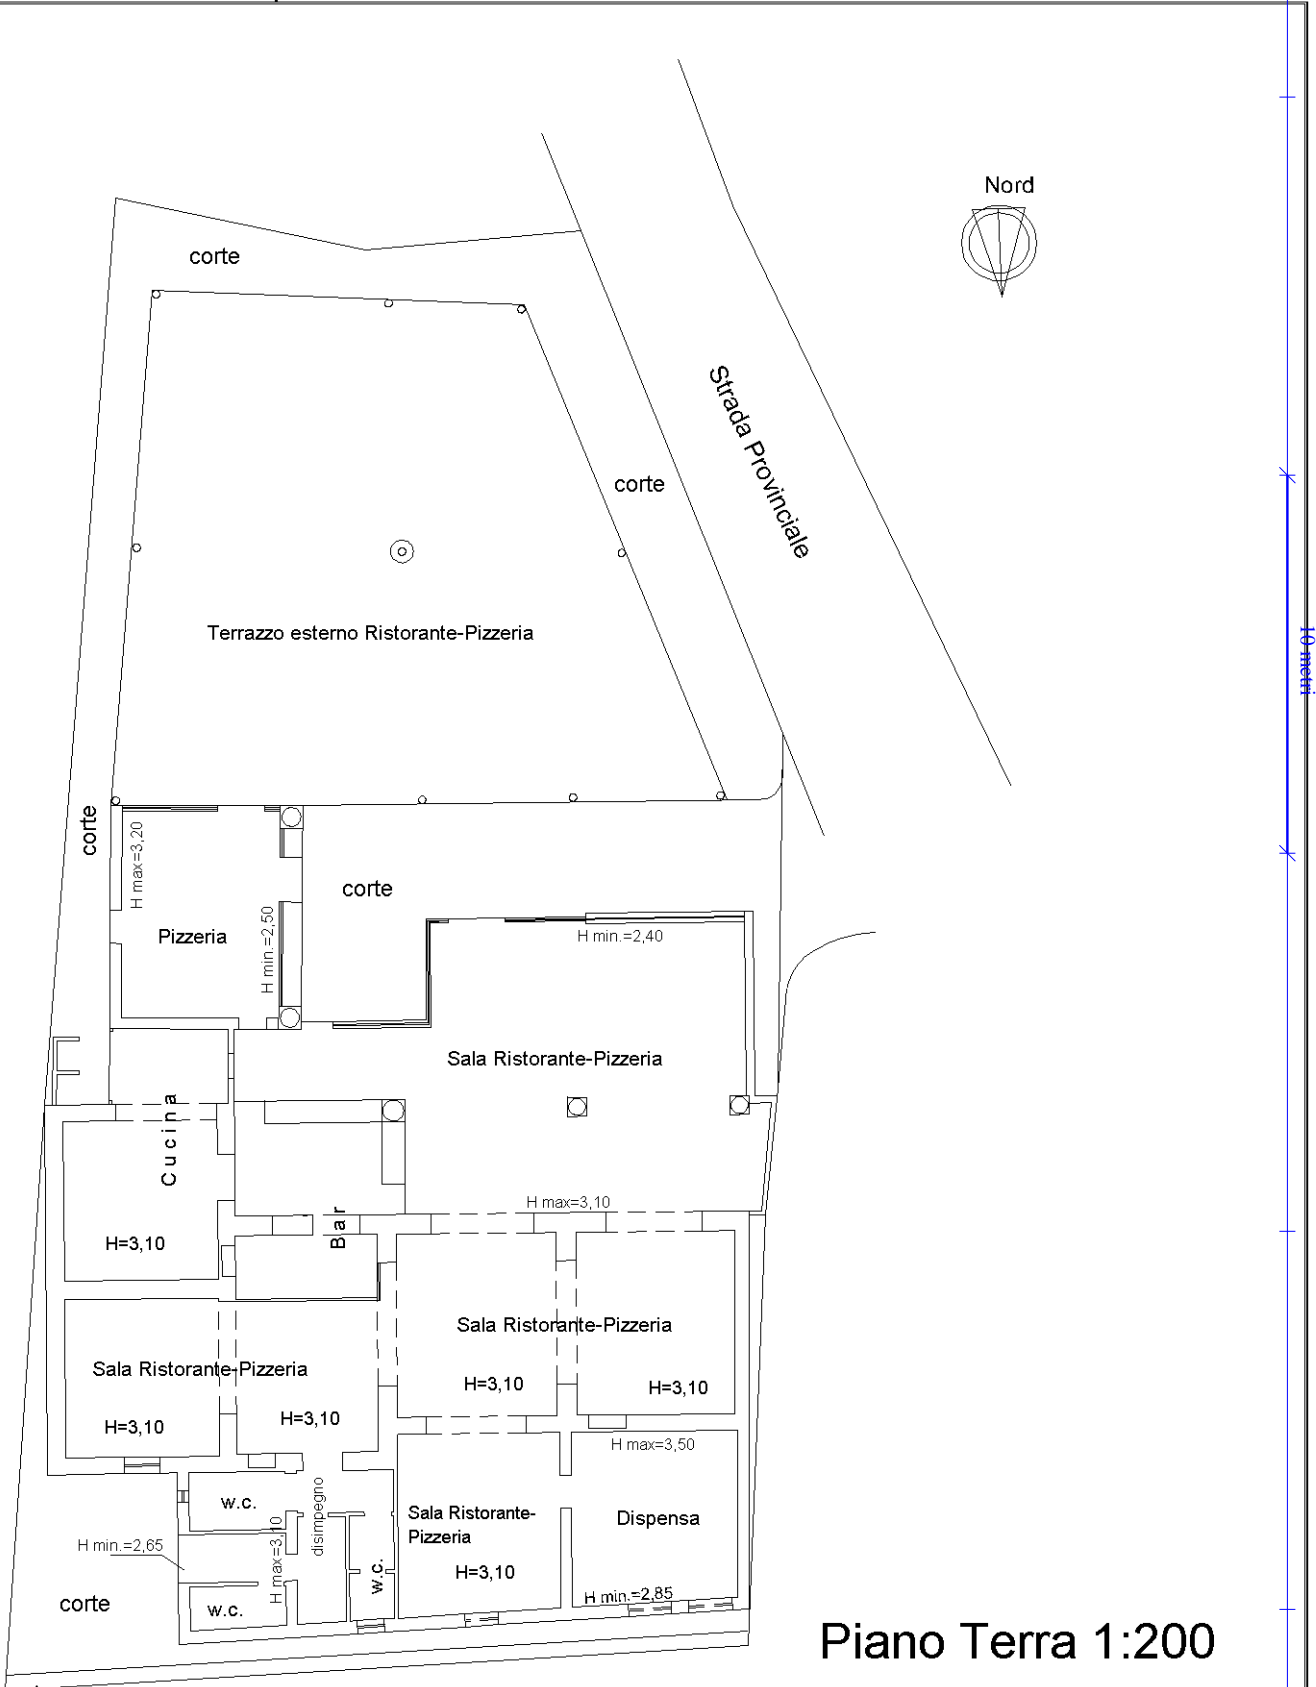 Nord
corte
Strada Provinciale
corte
10 metri
Terrazzo esterno Ristorante-Pizzeria
corte
H max=3,20
corte
H min.=2,50
Pizzeria
H min.=2,40
Sala Ristorante-Pizzeria
Cucina
H max=3,10
Bar
H=3,10
Sala Ristorante-Pizzeria
Sala Ristorante-Pizzeria
H=3,10
H=3,10
H=3,10
H=3,10
H max=3,50
w.c.
disimpegno
Sala Ristorante-
Pizzeria
Dispensa
H min.=2,65
H max=3,10
w.c.
H=3,10
H min.=2,85
corte
w.c.
Piano Terra 1:200